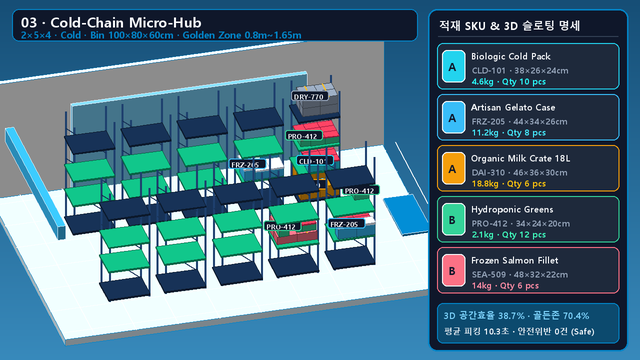 03 · Cold-Chain Micro-Hub
2×5×4 · Cold · Bin 100×80×60cm · Golden Zone 0.8m~1.65m
DRY-770
PRO-412
FRZ-205
CLD-101
PRO-412
PRO-412
FRZ-205
적재 SKU & 3D 슬로팅 명세
A
Biologic Cold Pack
CLD-101 · 38×26×24cm
4.6kg · Qty 10 pcs
A
Artisan Gelato Case
FRZ-205 · 44×34×26cm
11.2kg · Qty 8 pcs
A
Organic Milk Crate 18L
DAI-310 · 46×36×30cm
18.8kg · Qty 6 pcs
B
Hydroponic Greens
PRO-412 · 34×24×20cm
2.1kg · Qty 12 pcs
B
Frozen Salmon Fillet
SEA-509 · 48×32×22cm
14kg · Qty 6 pcs
3D 공간효율 38.7% · 골든존 70.4%
평균 피킹 10.3초 · 안전위반 0건 (Safe)